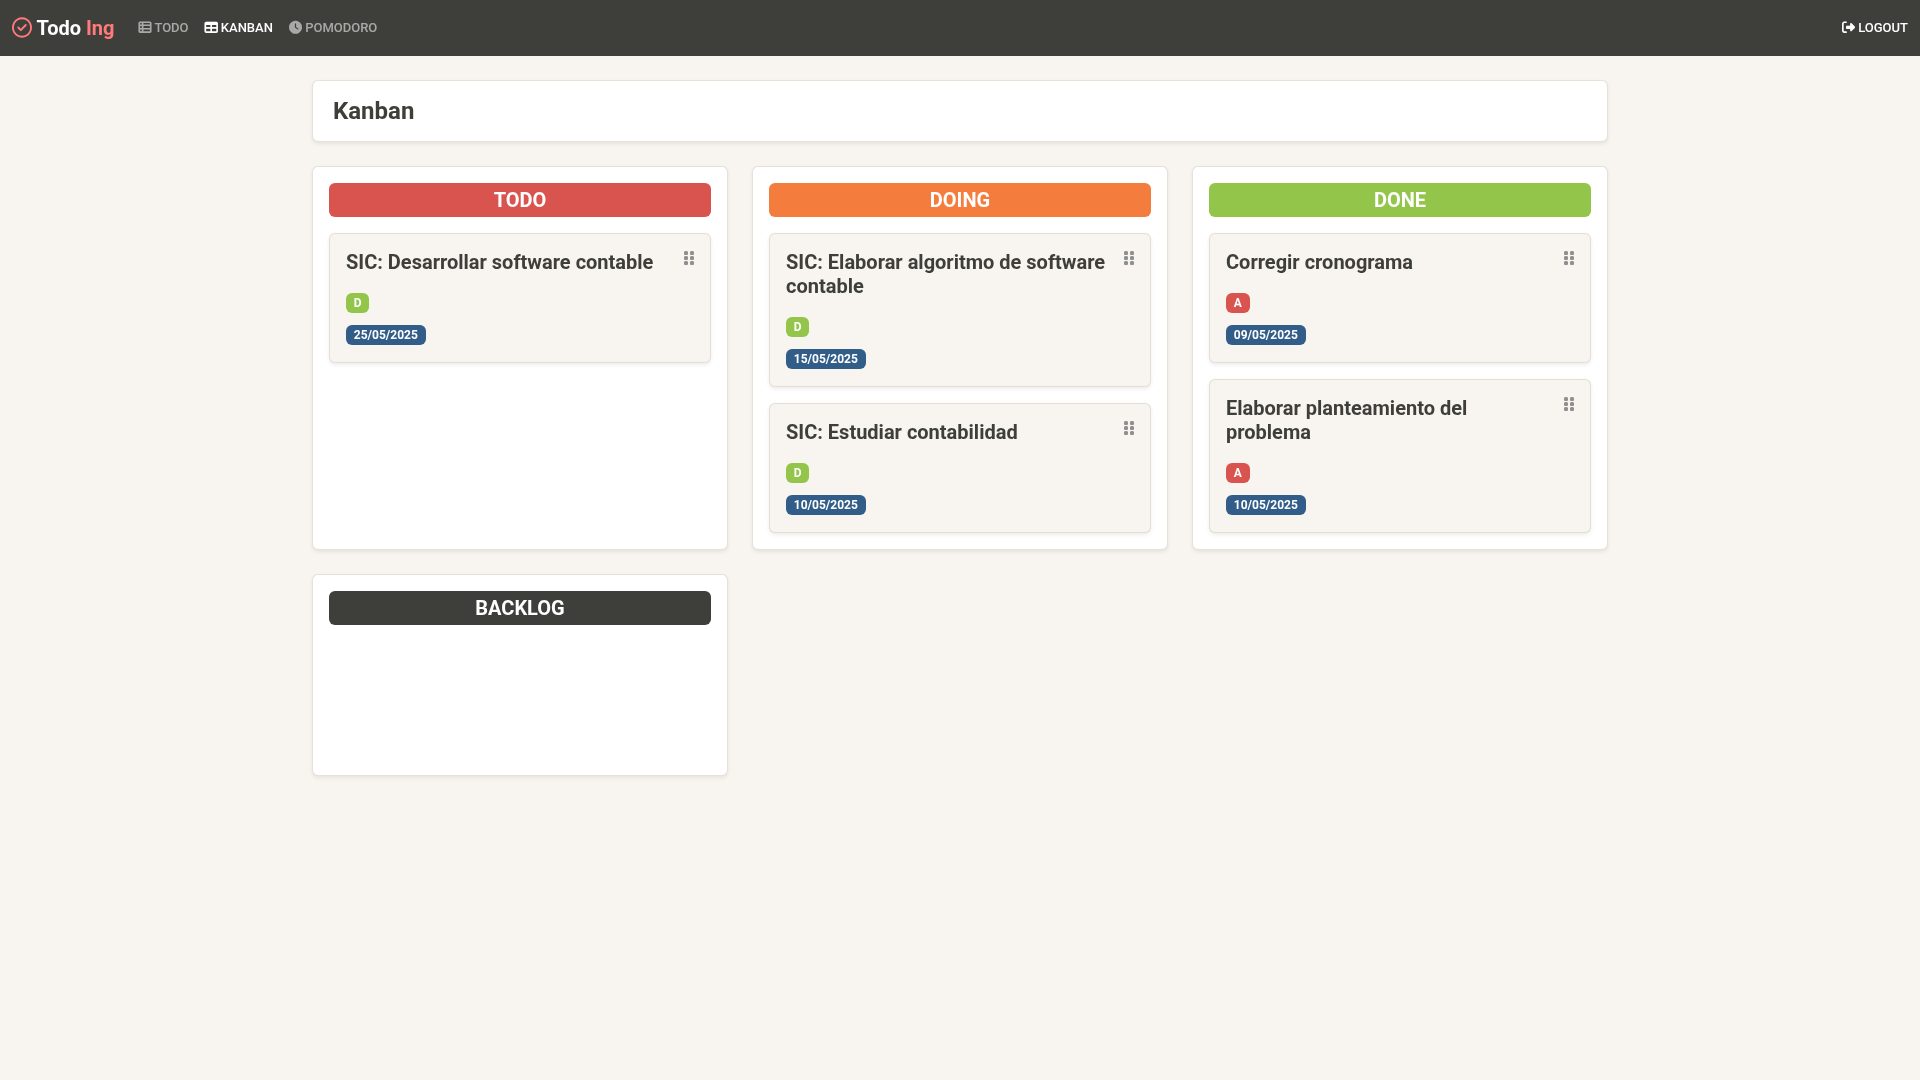 Todo Ing
TODO
KANBAN
POMODORO
LOGOUT
Kanban
TODO
SIC: Desarrollar software contable
D
25/05/2025
DOING
SIC: Elaborar algoritmo de software
contable
D
15/05/2025
SIC: Estudiar contabilidad
D
10/05/2025
DONE
Corregir cronograma
A
09/05/2025
Elaborar planteamiento del
problema
A
10/05/2025
BACKLOG